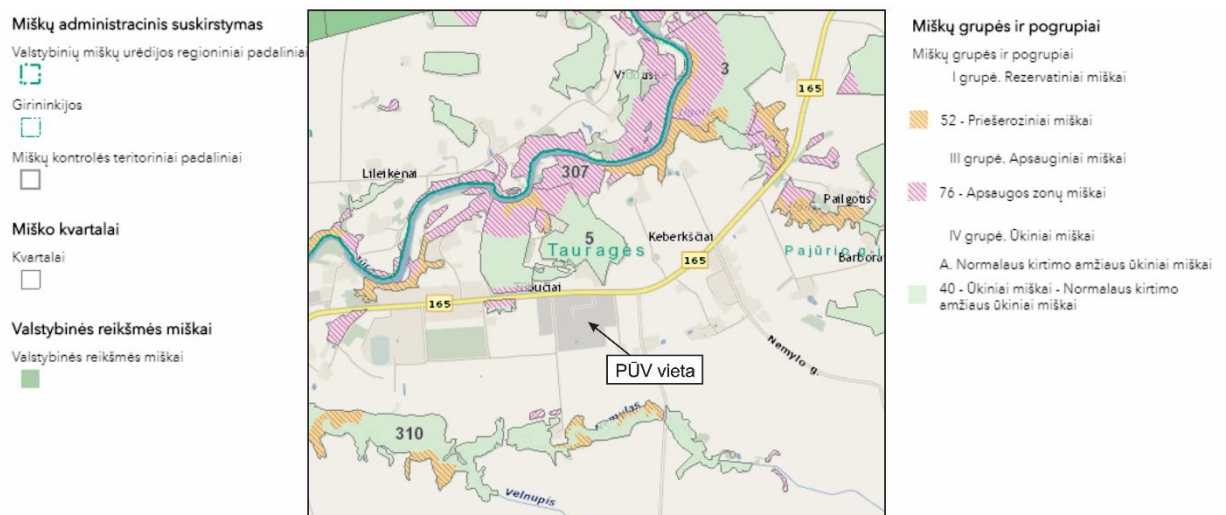 Miškų administracinis suskirstymas
Valstybinių miškų urėdijos regioniniai padaliniai
Girininkijos
Miškų kontrolės teritoriniai padaliniai
Miško kvartalai
Kvartalai
Valstybinės reikšmės miškai
Valstybinės reikšmės miškai
3
165
Lileikėnai
307
Pailgotis
5
Keberkščiai
Tauragės
Pajūrio
Barbora
165
165
PŪV vieta
Nemylo g.
310
Velnupis
Miškų grupės ir pogrupiai
Miškų grupės ir pogrupiai
I grupė. Rezervatiniai miškai
52 - Priešeroziniai miškai
III grupė. Apsauginiai miškai
76 - Apsaugos zonų miškai
IV grupė. Ūkiniai miškai
A. Normalaus kirtimo amžiaus ūkiniai miškai
40 - Ūkiniai miškai - Normalaus kirtimo
amžiaus ūkiniai miškai